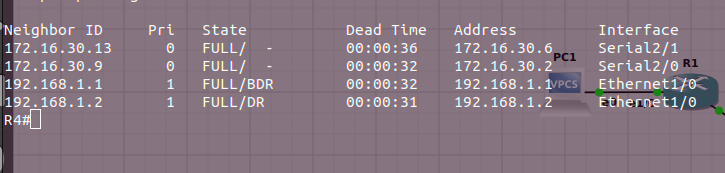 Neighbor ID Pri State Dead Time Address Interface
172.16.30.13 0 FULL/ - 00:00:36 172.16.30.6 Serial2/1
172.16.30.9 0 FULL/ - 00:00:32 172.16.30.2 Serial2/0
192.168.1.1 1 FULL/BDR 00:00:32 192.168.1.1 Ethernet1/0
192.168.1.2 1 FULL/DR 00:00:31 192.168.1.2 Ethernet1/0
R4#
PC1
R1
VPCS